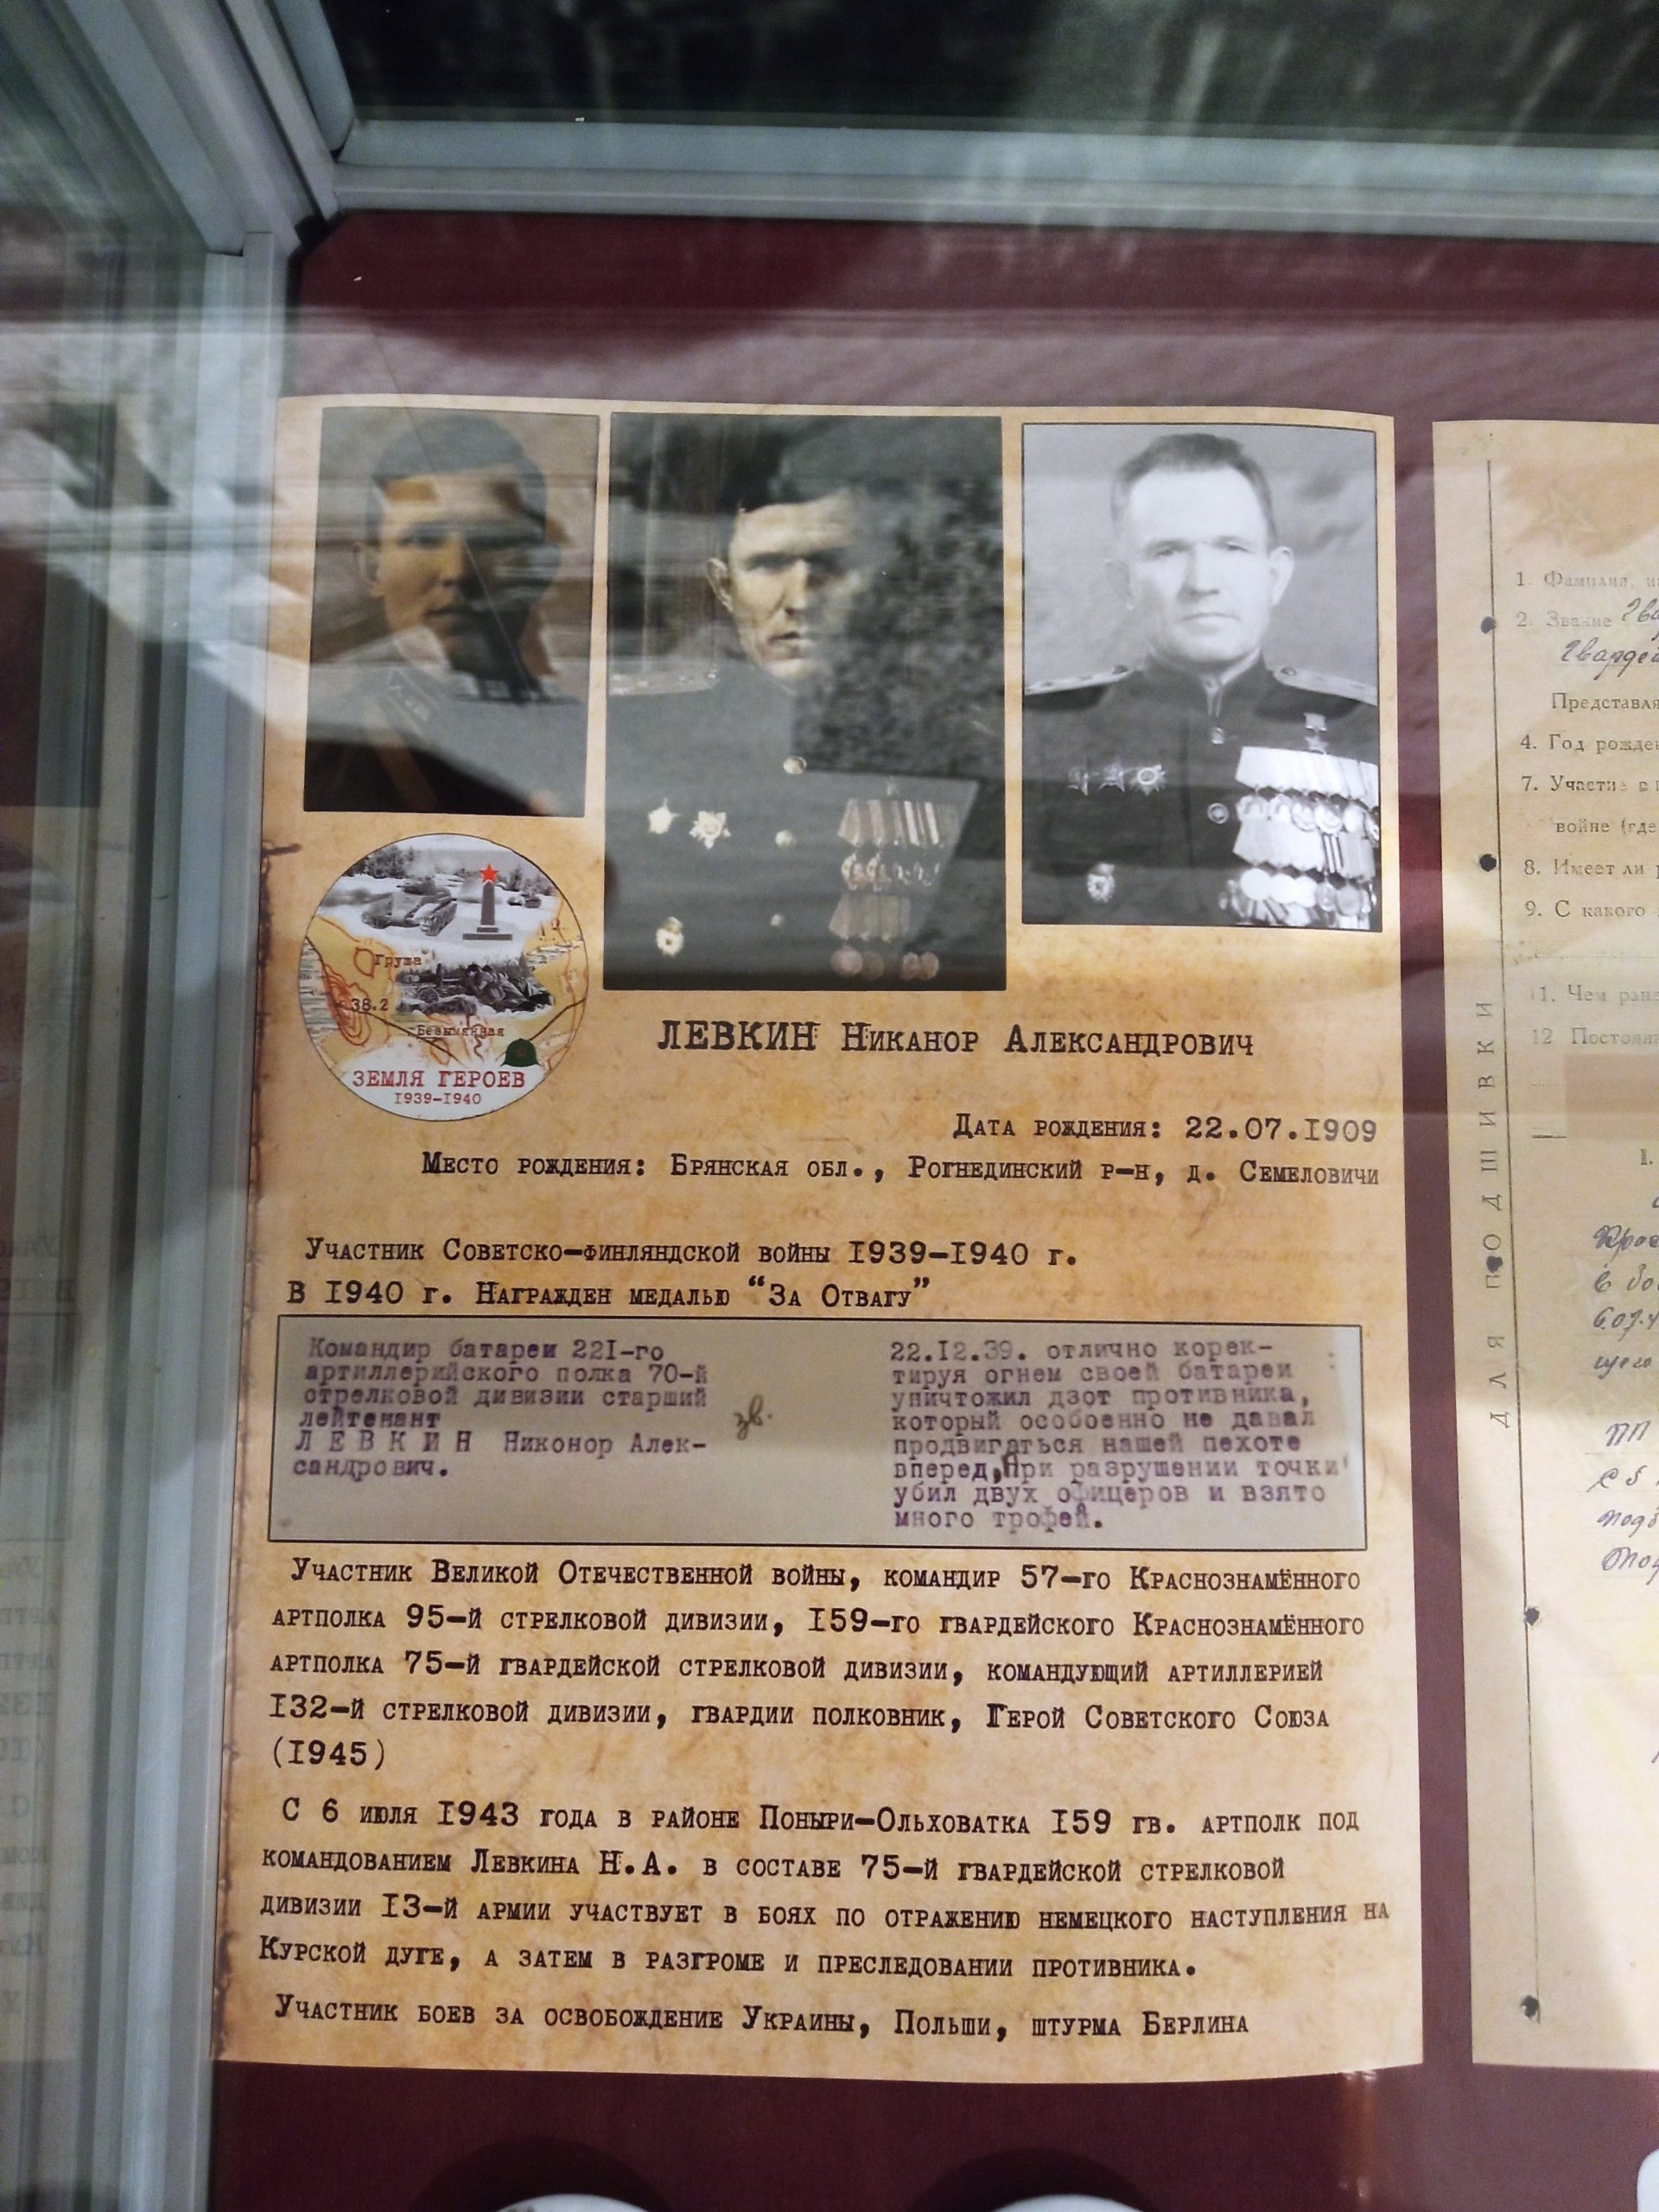 Груша
38.2
Безымянная
ЗЕМЛЯ ГЕРОЕВ
1939-1940
ЛЕВКИН Никанор Александрович
Дата рождения: 22.07.1909
Место рождения: Брянская обл., Рогнединский р-н, д. Семеловичи
Участник Советско-финляндской войны 1939-1940 г.
В 1940 г. Награжден медалью “За Отвагу”
Командир батареи 221-го
артиллерийского полка 70-й
стрелковой дивизии старший
лейтенант
ЛЕВКИН Никонор Алек-
сандрович.
зв.
22.12.39. отлично корек-
тируя огнем своей батареи
уничтожил дзот противника,
который особоенно не давал
продвигаться нашей пехоте
вперед,При разрушении точки
убил двух офицеров и взято
много трофей.
Участник Великой Отечественной войны, командир 57-го Краснознамённого
артполка 95-й стрелковой дивизии, 159-го гвардейского Краснознамённого
артполка 75-й гвардейской стрелковой дивизии, командующий артиллерией
132-й стрелковой дивизии, гвардии полковник, Герой Советского Союза
(1945)
С 6 июля 1943 года в районе Поныри-Ольховатка 159 гв. артполк под
командованием Левкина Н.А. в составе 75-й гвардейской стрелковой
дивизии 13-й армии участвует в боях по отражению немецкого наступления на
Курской дуге, а затем в разгроме и преследовании противника.
Участник боев за освобождение Украины, Польши, штурма Берлина
ДЛЯ ПОДШИВКИ
1. Фамилия,
2. Звание
4. Год
7. Участие в
войне (где
8. Имеет ли
9. С какого
11. Чем
12